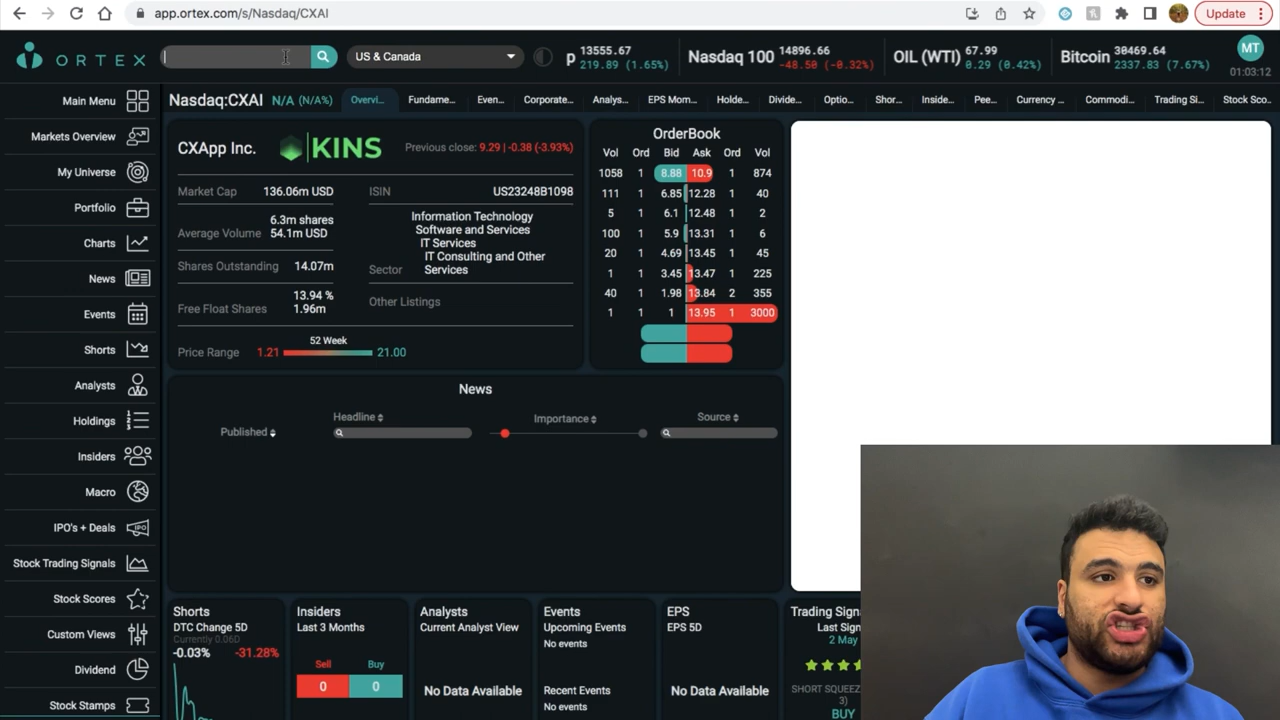 app.ortex.com/s/Nasdaq/CXAI
Update
ORTEX
US & Canada
p 13555.67
219.89 (1.65%)
Nasdaq 100 14896.66
-48.50 (-0.32%)
OIL (WTI) 67.99
0.29 (0.42%)
Bitcoin 30469.64
2337.83 (7.67%)
MT
01:03:12
Main Menu
Markets Overview
My Universe
Portfolio
Charts
News
Events
Shorts
Analysts
Holdings
Insiders
Macro
IPO's + Deals
IPO
Stock Trading Signals
Stock Scores
Custom Views
Dividend
Stock Stamps
Nasdaq:CXAI N/A (N/A%)
Overvi...
Fundame...
Even...
Corporate...
Analys...
EPS Mom...
Holde...
Divide...
Optio...
Shor...
Inside...
Pee...
Currency ...
Commodi...
Trading Si...
Stock Sco..
CXApp Inc.
KINS
Previous close: 9.29 | -0.38 (-3.93%)
Market Cap 136.06m USD
Average Volume 6.3m shares
54.1m USD
Shares Outstanding 14.07m
Free Float Shares 13.94 %
1.96m
ISIN US23248B1098
Sector Information Technology
Software and Services
IT Services
IT Consulting and Other
Services
Other Listings
Price Range 1.21 52 Week 21.00
OrderBook
Vol Ord Bid Ask Ord Vol
1058 1 8.88 10.9 1 874
111 1 6.85 12.28 1 40
5 1 6.1 12.48 1 2
100 1 5.9 13.31 1 6
20 1 4.69 13.45 1 45
1 1 3.45 13.47 1 225
40 1 1.98 13.84 2 355
1 1 1 13.95 1 3000
News
Published
Headline
Importance
Source
Shorts
DTC Change 5D
Currently 0.06D
-0.03% -31.28%
Insiders
Last 3 Months
Sell Buy
0 0
Analysts
Current Analyst View
No Data Available
Events
Upcoming Events
No events
Recent Events
No events
EPS
EPS 5D
No Data Available
Trading Signa
Last Sign
2 May
SHORT SQUEEZ
3)
BUY